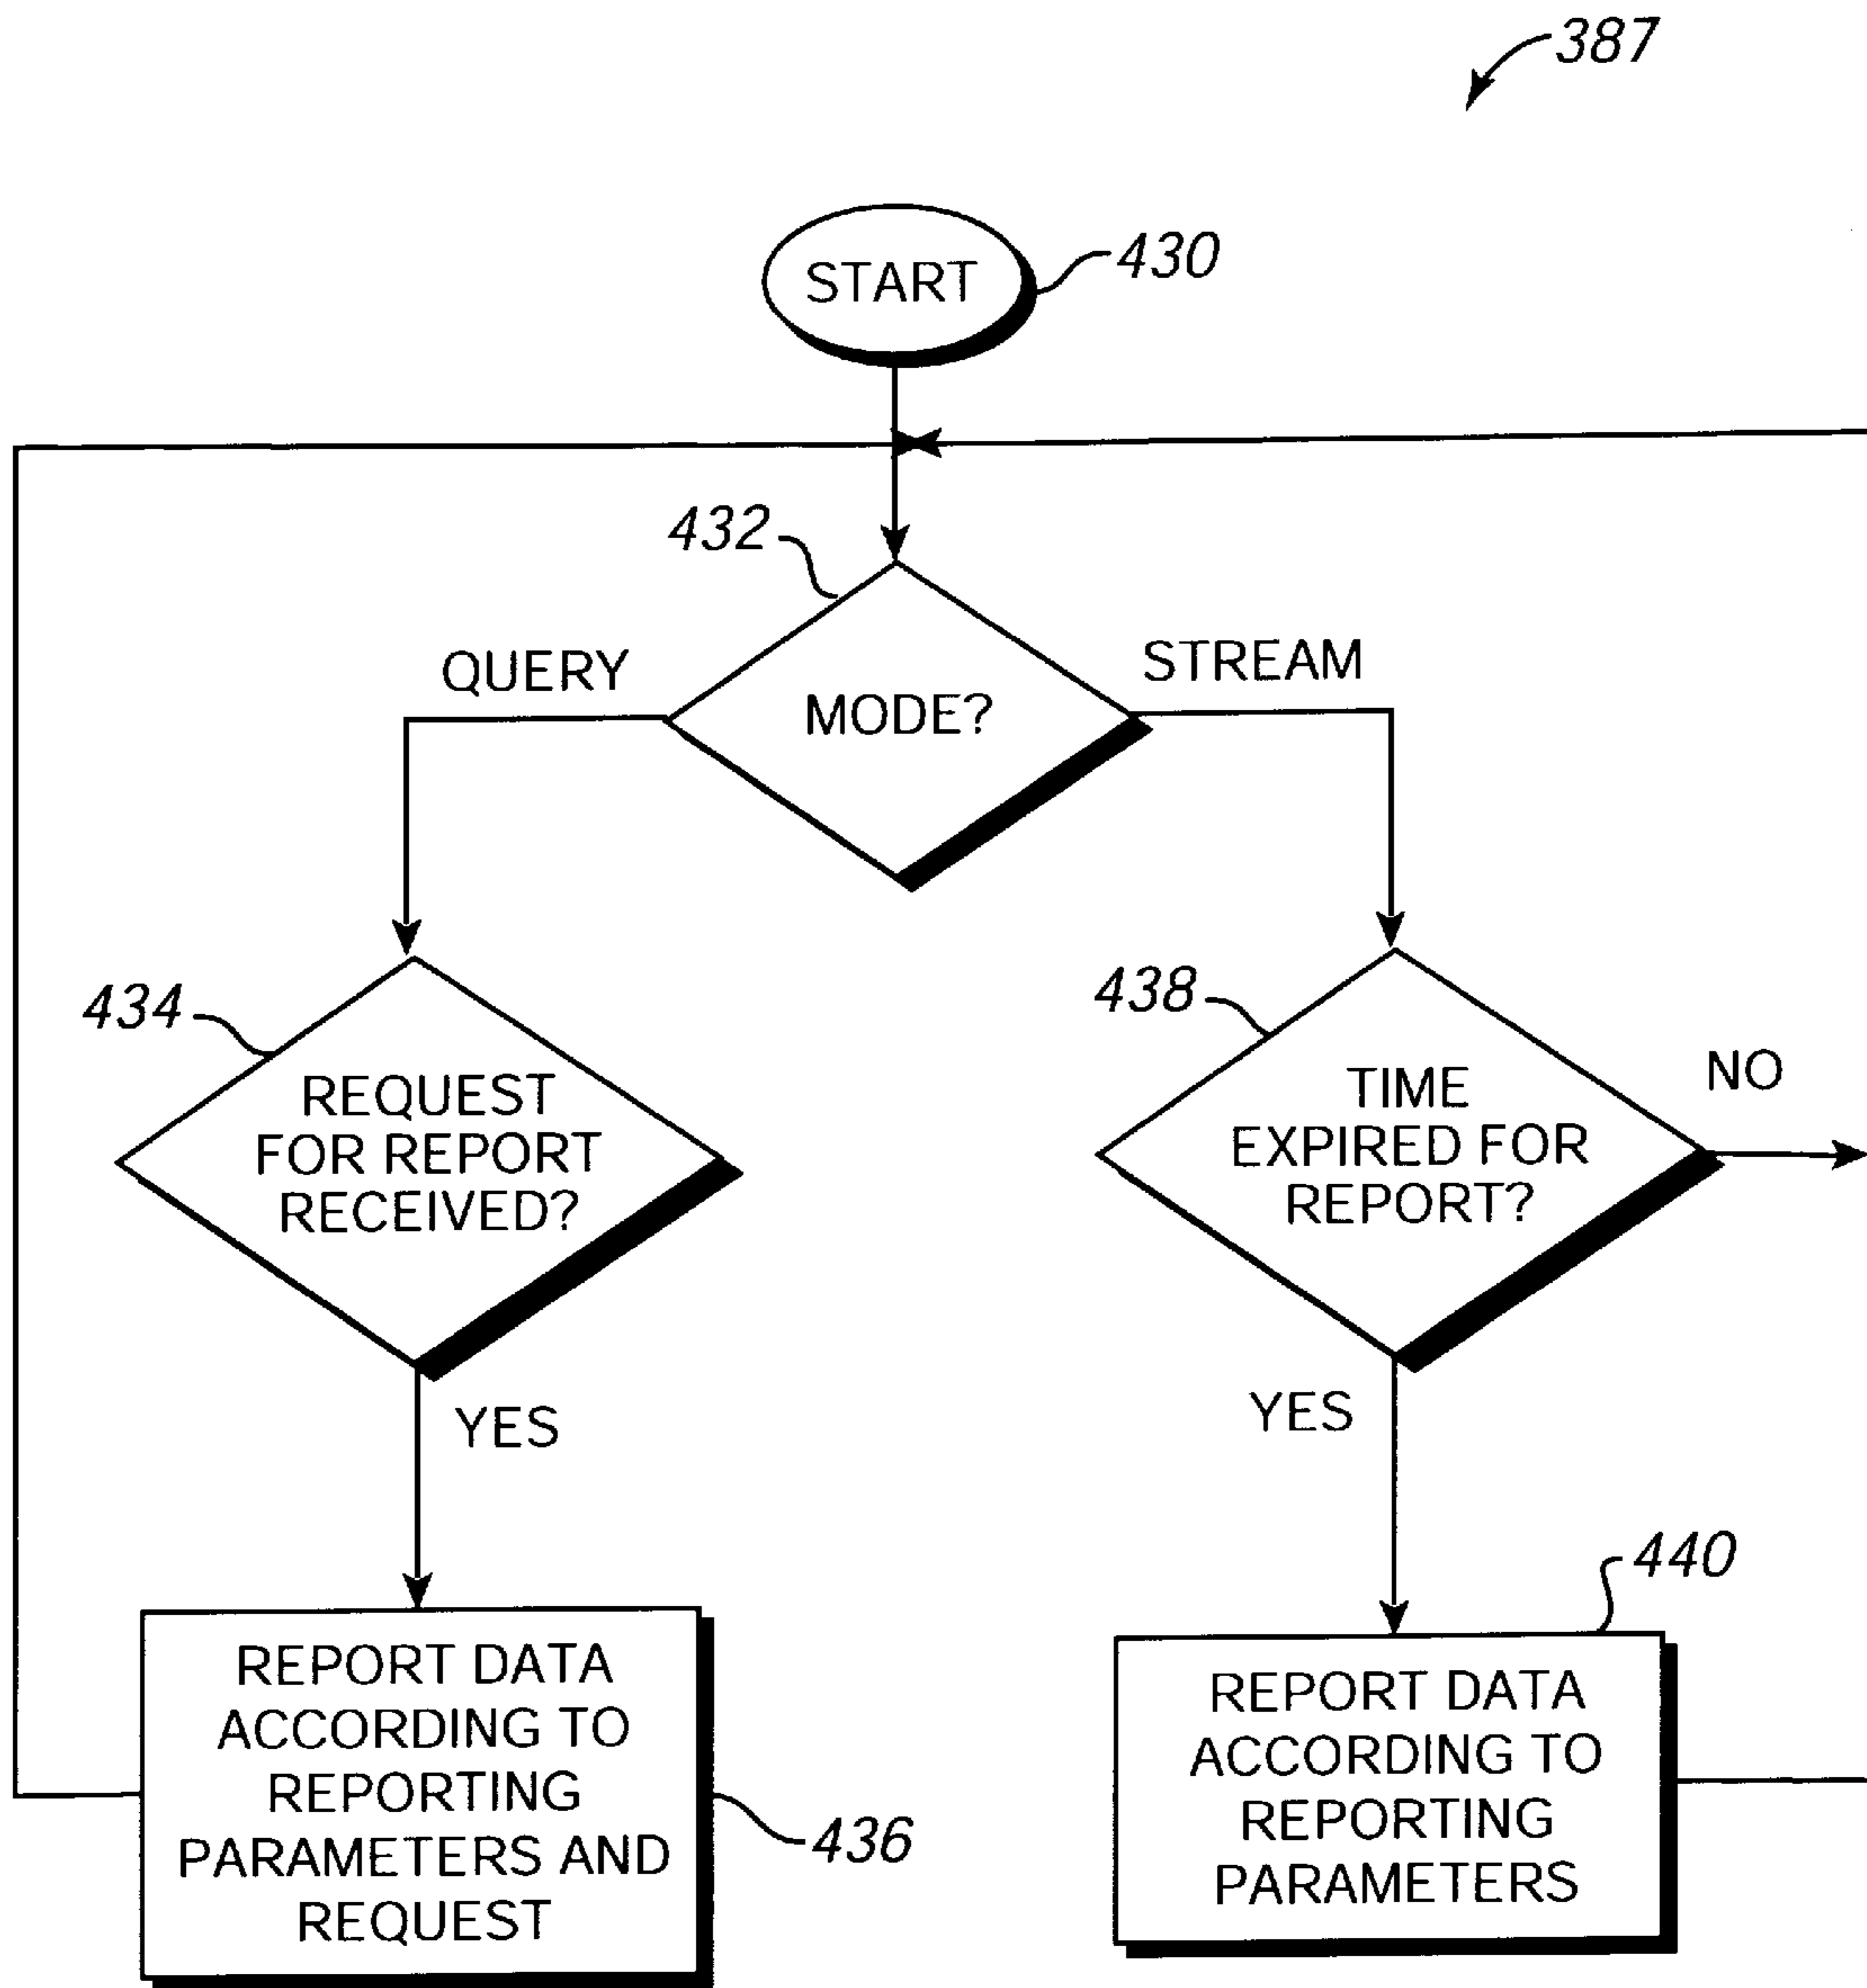 387
START
430
432
QUERY
STREAM
MODE?
434
438
REQUEST
FOR REPORT
RECEIVED?
TIME
EXPIRED FOR
REPORT?
NO
YES
YES
440
REPORT DATA
ACCORDING TO
REPORTING
PARAMETERS AND
REQUEST
436
REPORT DATA
ACCORDING TO
REPORTING
PARAMETERS